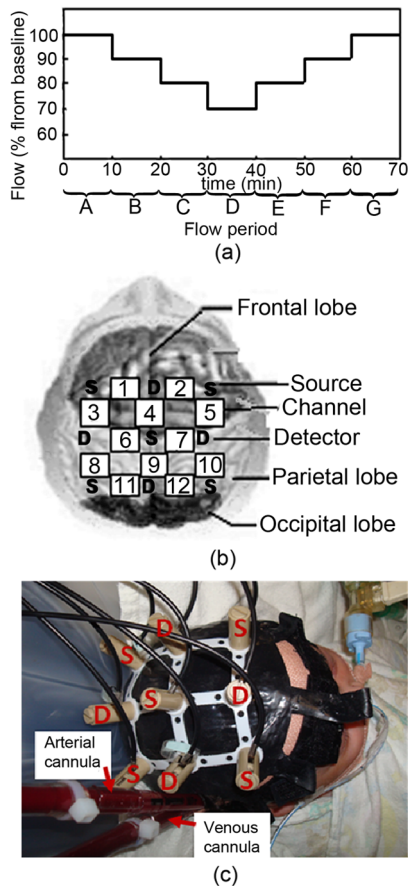 Flow (% flrom baseline)
100
90
80
70
60
0 10 20 30 40 50 60 70
time (min)
A B C D E F G
Flow period
(a)
Frontal lobe
S 1 D 2 S Source
3 4 5 Channel
D 6 S 7 D Detector
8 9 10 Parietal lobe
S 11 D 12 S
Occipital lobe
(b)
D S
S
D S D
Arterial
cannula
S D S
Venous
cannula
(c)